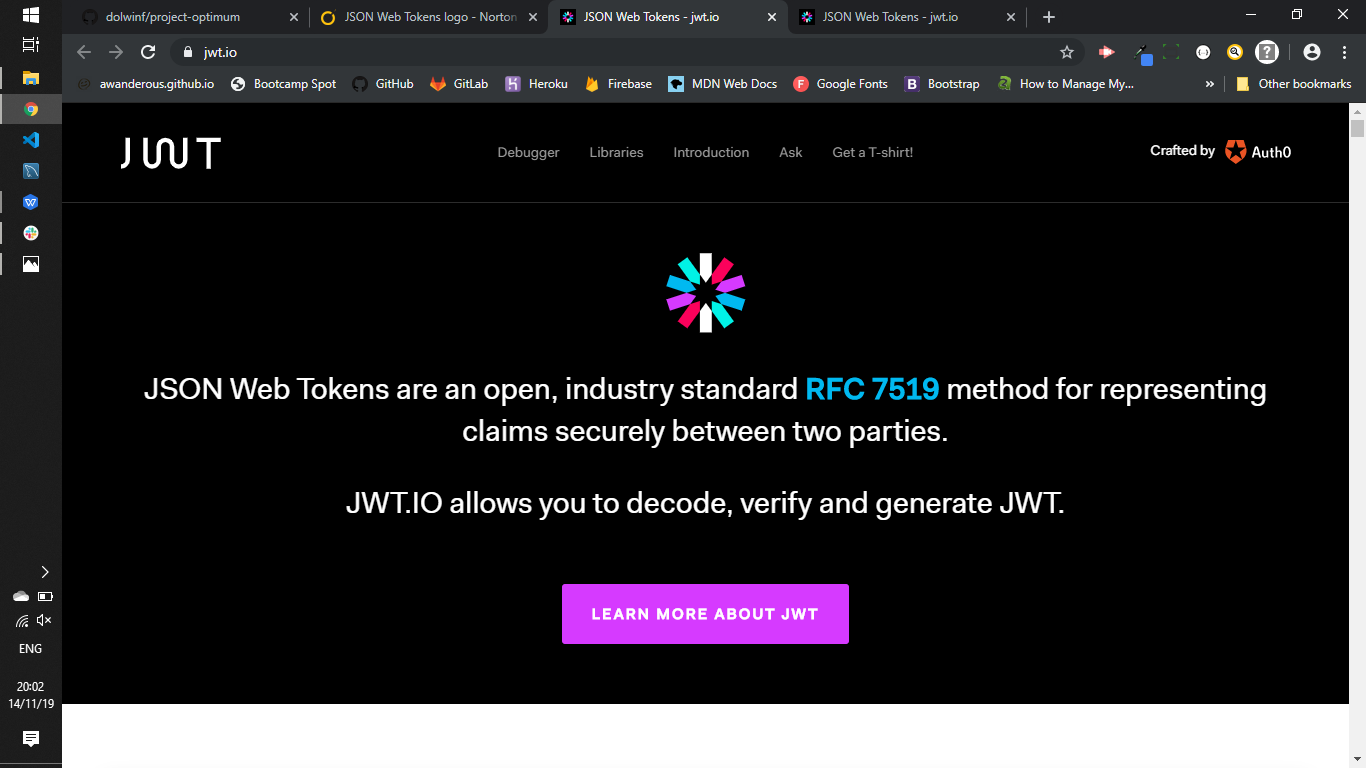 dolwinf/project-optimum
JSON Web Tokens logo - Norton
JSON Web Tokens - jwt.io
JSON Web Tokens - jwt.io
jwt.io
awanderous.github.io
Bootcamp Spot
GitHub
GitLab
Heroku
Firebase
MDN Web Docs
Google Fonts
Bootstrap
How to Manage My...
»
Other bookmarks
JWT
Debugger
Libraries
Introduction
Ask
Get a T-shirt!
Crafted by
Auth0
JSON Web Tokens are an open, industry standard RFC 7519 method for representing
claims securely between two parties.
JWT.IO allows you to decode, verify and generate JWT.
LEARN MORE ABOUT JWT
ENG
20:02
14/11/19